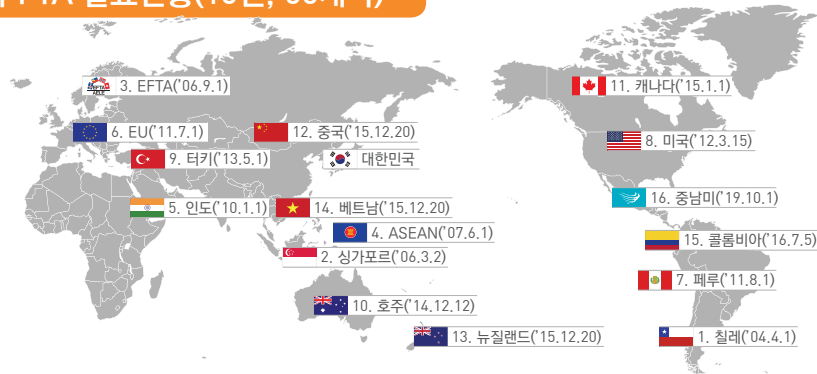 FTA
3. EFTA('06.9.1)
11. 캐나다('15.1.1)
6. EU('11.7.1)
12. 중국('15.12.20)
8. 미국('12.3.15)
9. 터키('13.5.1)
대한민국
5. 인도('10.1.1)
14. 베트남('15.12.20)
16. 중남미('19.10.1)
4. ASEAN('07.6.1)
15. 콜롬비아('16.7.5)
2. 싱가포르('06.3.2)
7. 페루('11.8.1)
10. 호주('14.12.12)
13. 뉴질랜드('15.12.20)
1. 칠레('04.4.1)